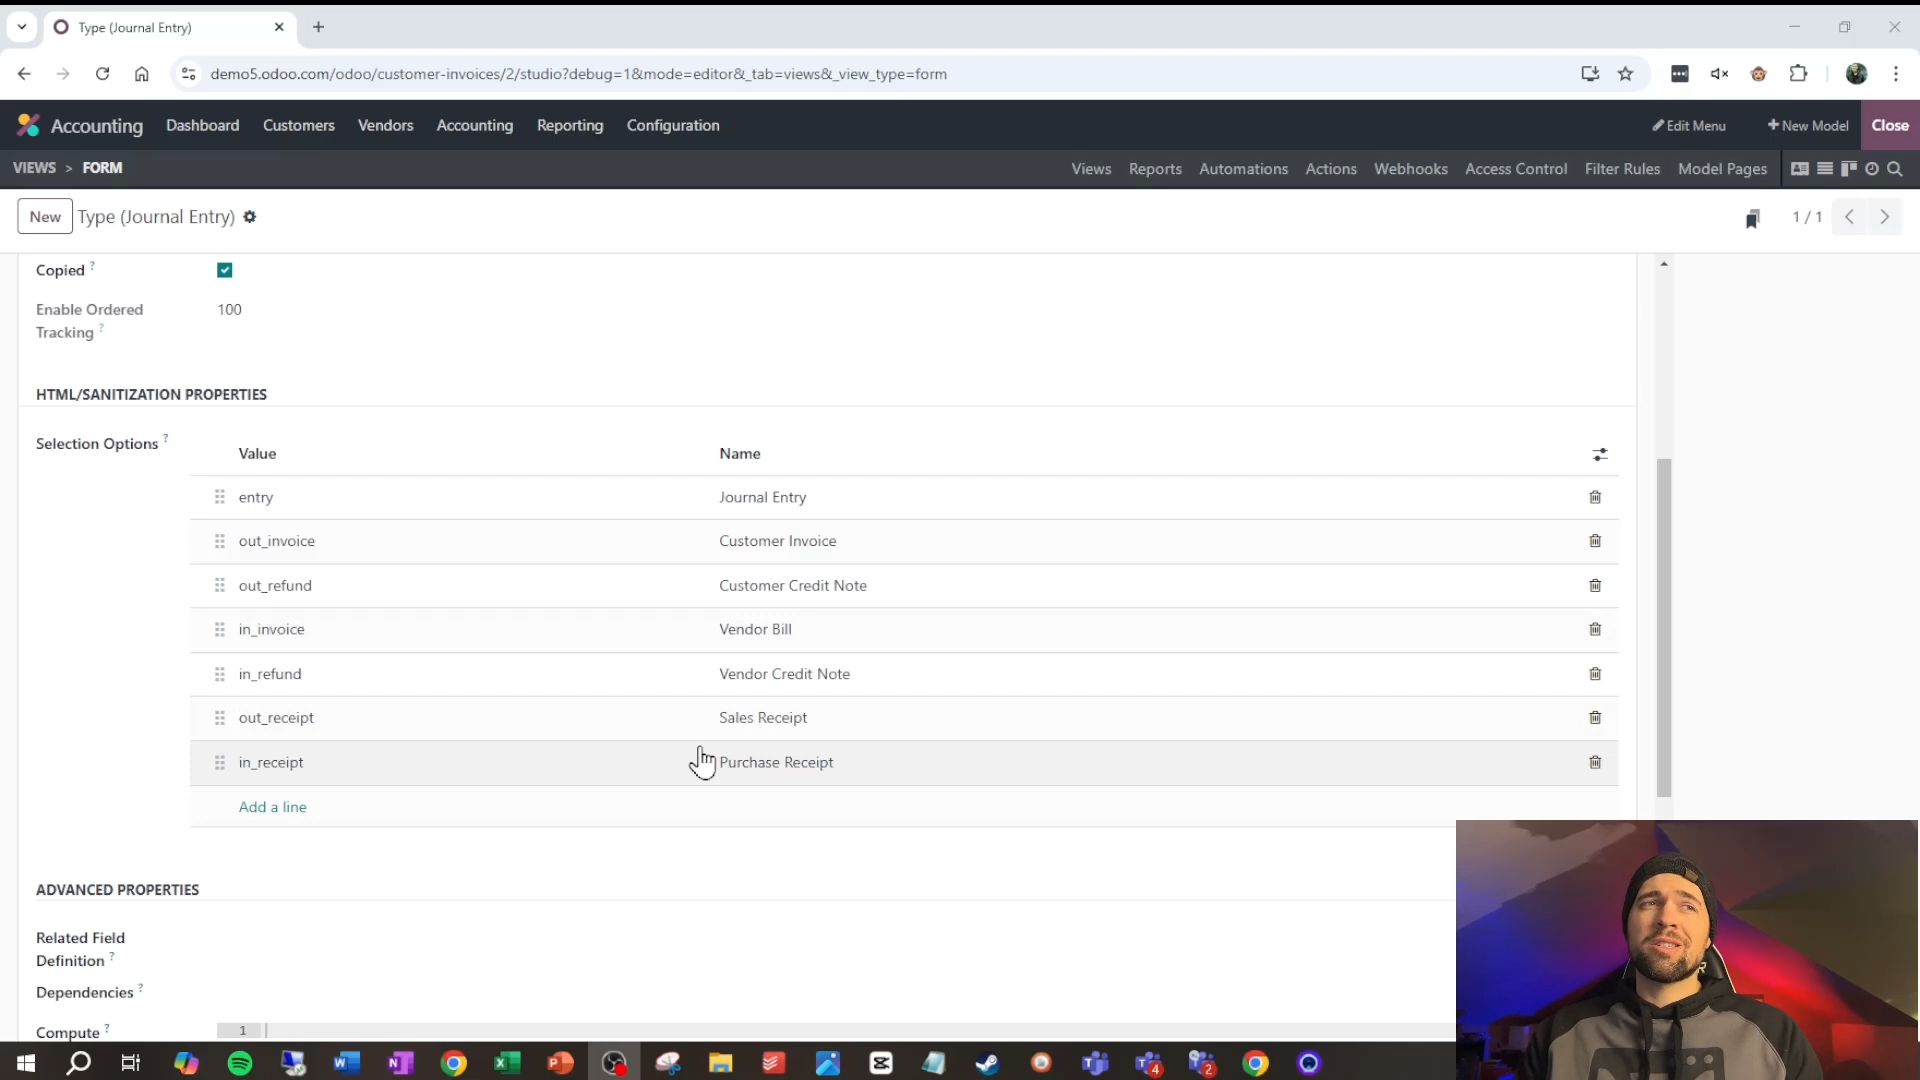 Type (Journal Entry)
demo5.odoo.com/odoo/customer-invoices/2/studio?debug=1&mode=editor&_tab=views&_view_type=form
Accounting Dashboard Customers Vendors Accounting Reporting Configuration Edit Menu New Model Close
VIEWS > FORM Views Reports Automations Actions Webhooks Access Control Filter Rules Model Pages
New Type (Journal Entry) 1 / 1
Copied ?
Enable Ordered 100
Tracking ?
HTML/SANITIZATION PROPERTIES
Selection Options ?
Value Name
entry Journal Entry
out_invoice Customer Invoice
out_refund Customer Credit Note
in_invoice Vendor Bill
in_refund Vendor Credit Note
out_receipt Sales Receipt
in_receipt Purchase Receipt
Add a line
ADVANCED PROPERTIES
Related Field
Definition ?
Dependencies ?
Compute ? 1
4 2